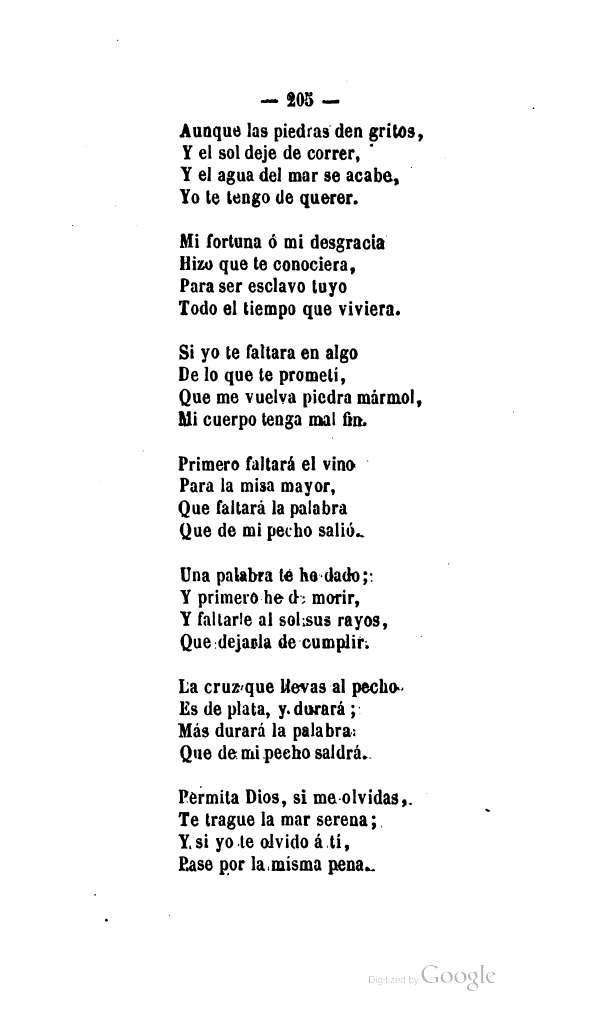 — 205 —
Aunque las piedras den gritos,
Y el sol deje de correr,
Y el agua del mar se acabe,
Yo te tengo de querer.

Mi fortuna ó mi desgracia
Hizo que te conociera,
Para ser esclavo tuyo
Todo el tiempo que viviera.

Si yo te faltara en algo
De lo que te prometí,
Que me vuelva piedra mármol,
Mi cuerpo tenga mal fin.

Primero faltará el vino
Para la misa mayor,
Que faltará la palabra
Que de mi pecho salió.

Una palabra te he dado;
Y primero he de morir,
Y faltarle al sol sus rayos,
Que dejarla de cumplir.

La cruz que llevas al pecho
Es de plata, y durará;
Más durará la palabra
Que de mi pecho saldrá.

Permita Dios, si me olvidas,
Te trague la mar serena;
Y si yo te olvido á tí,
Pase por la misma pena.
Digitized by Google